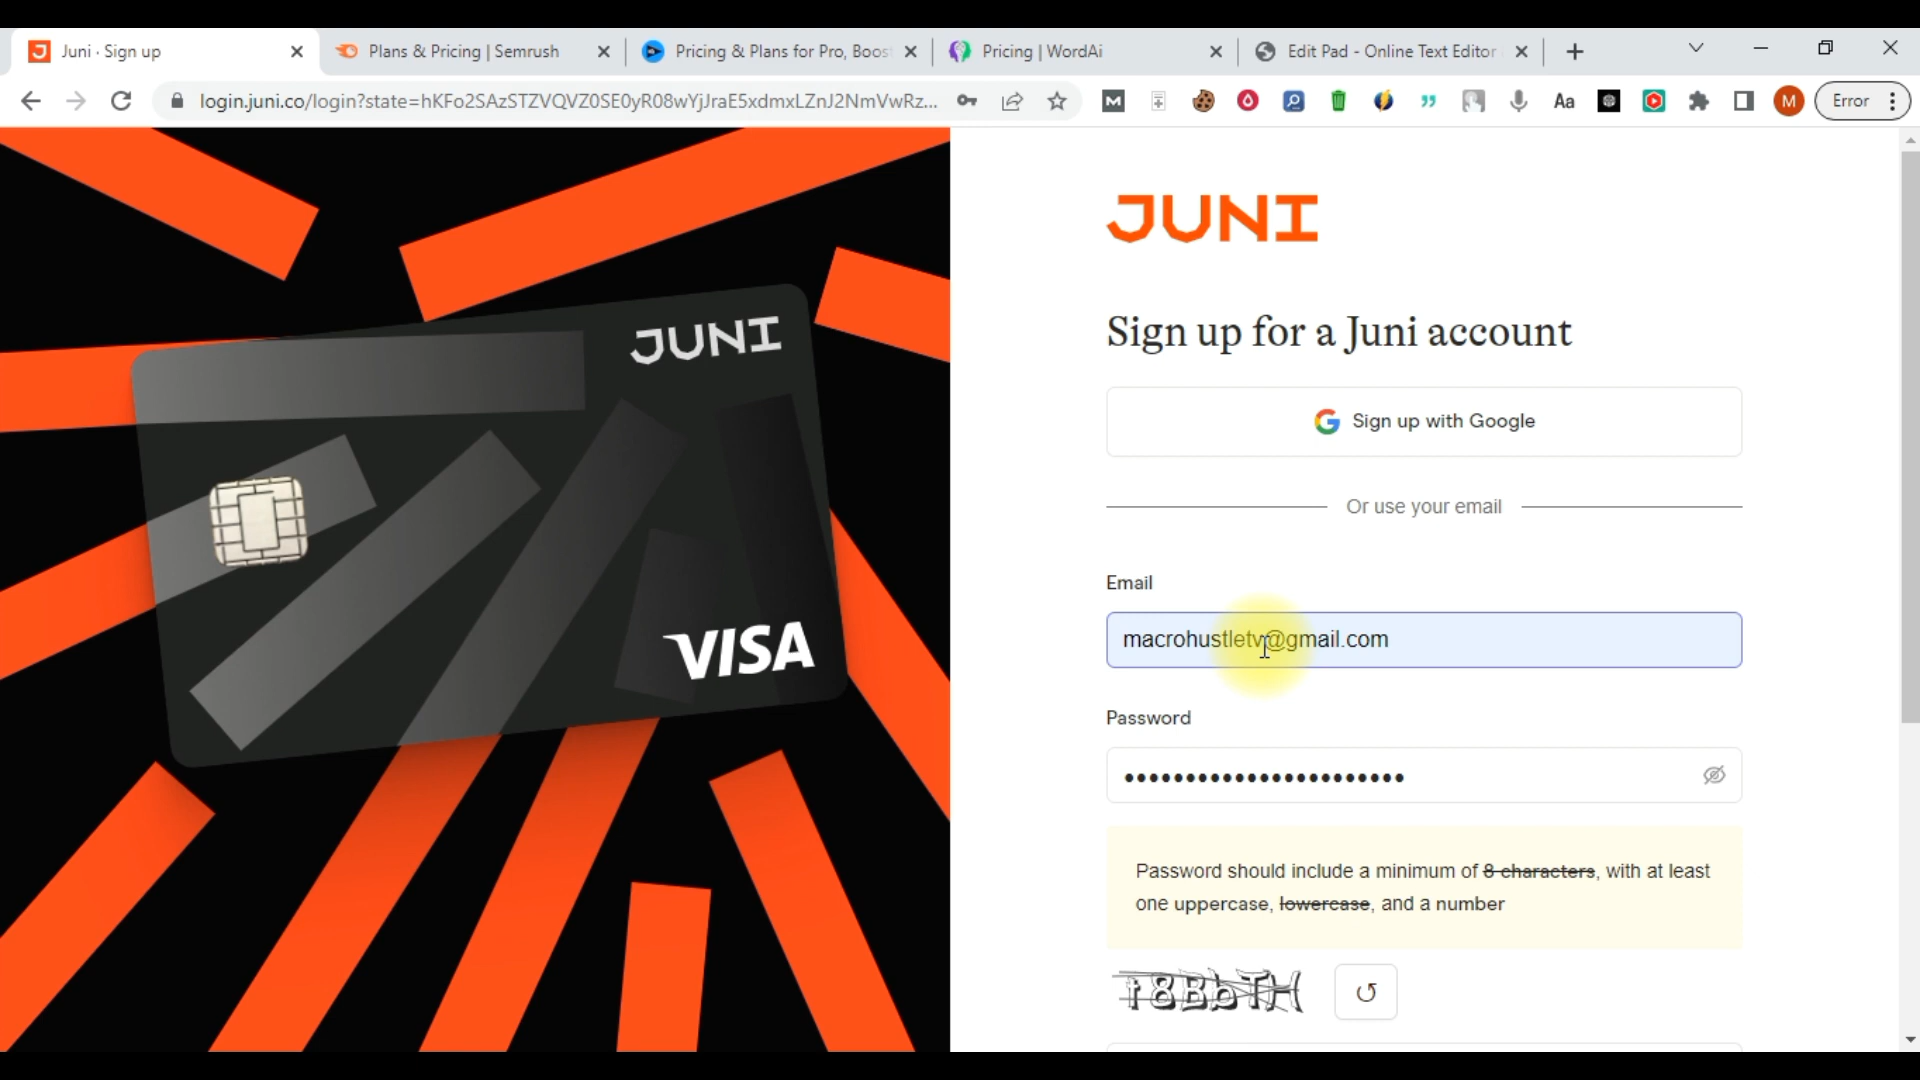 Juni · Sign up
Plans & Pricing | Semrush
Pricing & Plans for Pro, Boos
Pricing | WordAi
Edit Pad - Online Text Editor
login.juni.co/login?state=hKFo2SAzSTZVQVZ0SE0yR08wYjJraE5xdmxLZnJ2NmVwRz...
Aa
M
Error
JUNI
VISA
JUNI
Sign up for a Juni account
Sign up with Google
Or use your email
Email
macrohustletv@gmail.com
Password
Password should include a minimum of 8 characters, with at least
one uppercase, lowercase, and a number
t8BbTH